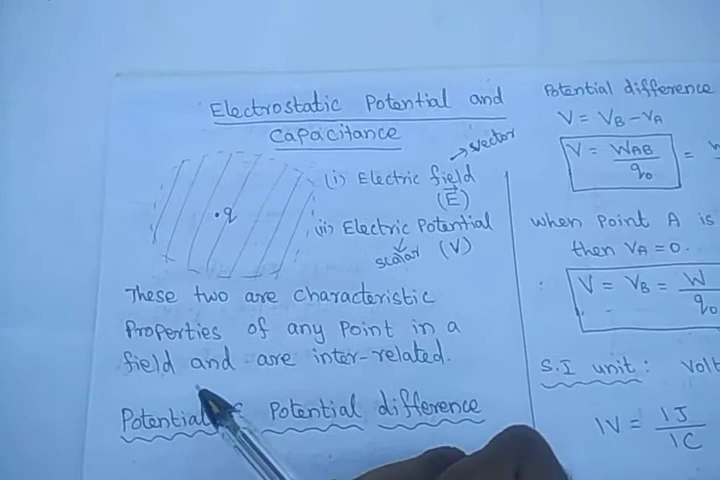 Electrostatic Potential and
Capacitance
→ vector
(i) Electric field
(E⃗)
.q
(ii) Electric Potential
scalar (V)
These two are characteristic
Properties of any Point in a
field and are inter-related.
Potential Potential difference
Potential difference
V = VB - VA
V = WAB/q₀ =
when Point A is
then VA = 0.
V = VB = W/q₀
S.I unit : Volt
1V = 1J/1C